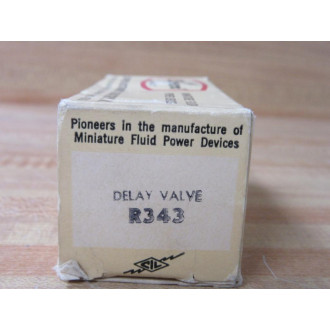 Pioneers in the manufacture of
Miniature Fluid Power Devices
DELAY VALVE
R343